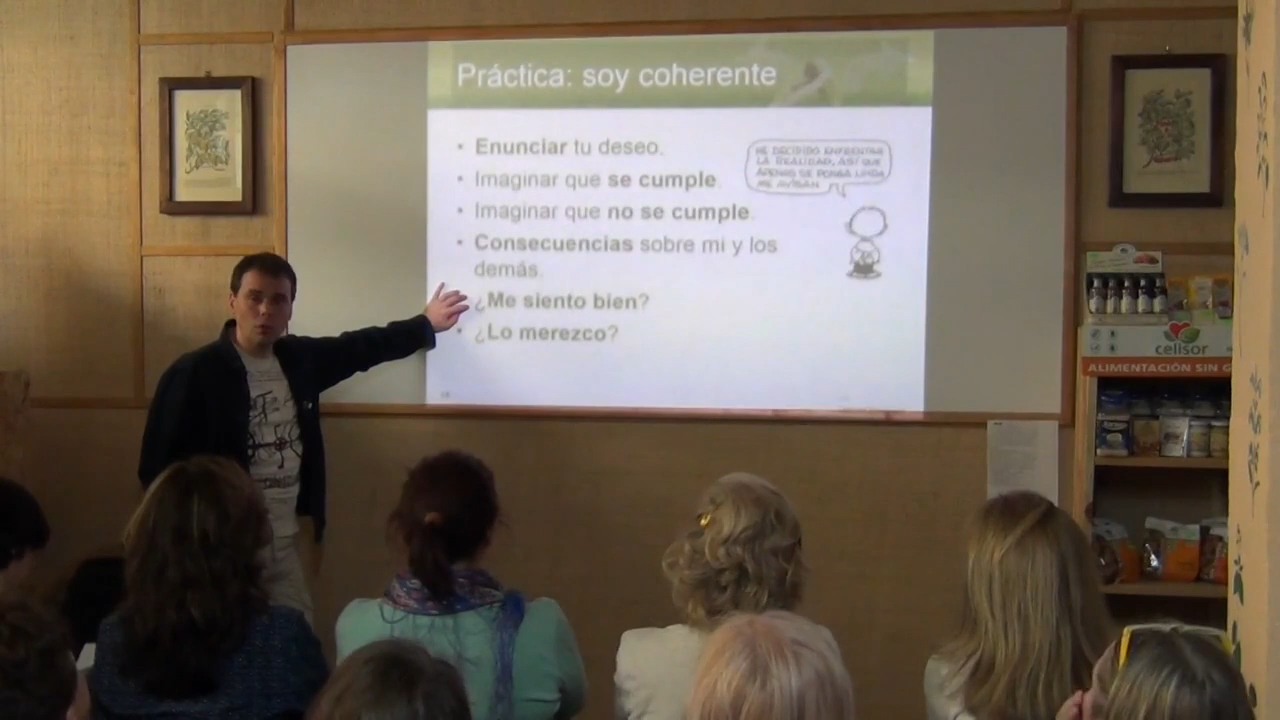 Práctica: soy coherente
• Enunciar tu deseo.
• Imaginar que se cumple.
• Imaginar que no se cumple.
• Consecuencias sobre mi y los
demás.
¿Me siento bien?
• ¿Lo merezco?
HE DECIDIDO ENFRENTAR
LA REALIDAD, ASÍ QUE
APENAS SE PONGA LINDA
ME AVISAN
celisor
ALIMENTACIÓN SIN G